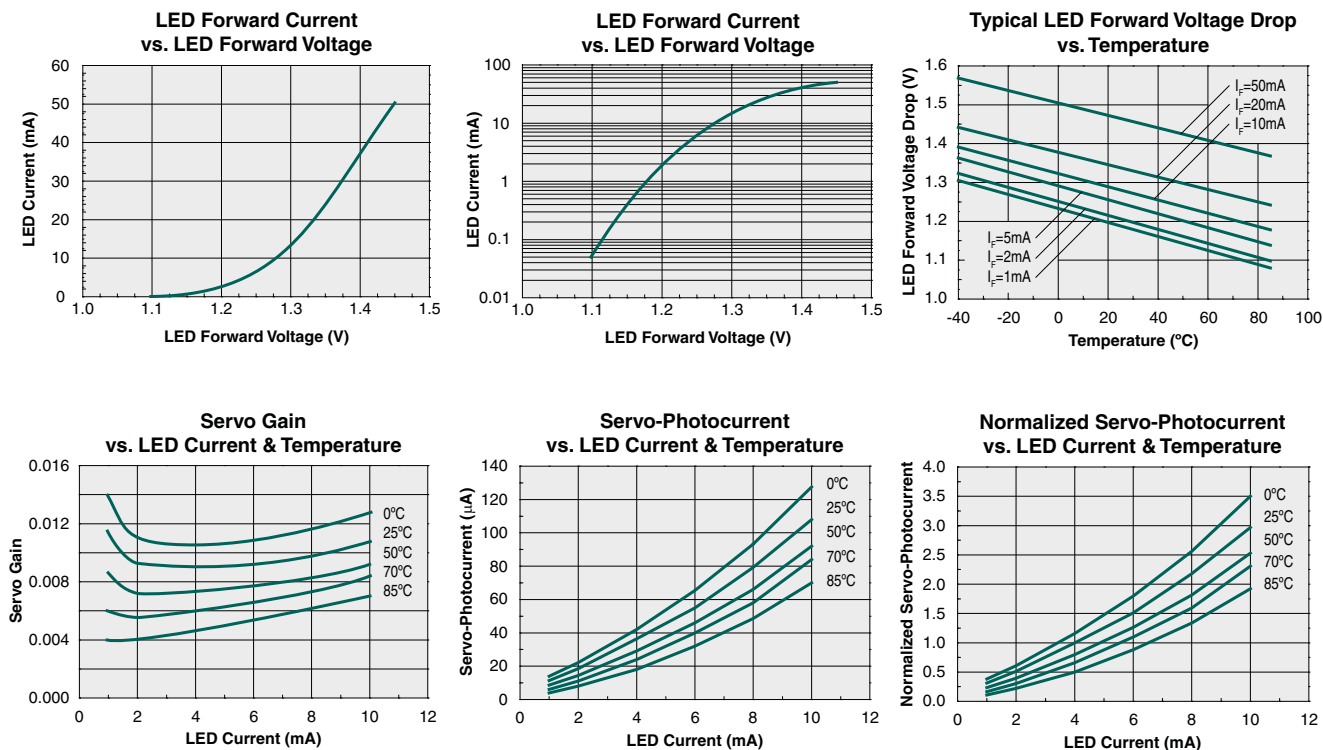 LED Forward Current
vs. LED Forward Voltage
60
50
40
30
20
10
0
LED Current (mA)
1.0 1.1 1.2 1.3 1.4 1.5
LED Forward Voltage (V)
LED Forward Current
vs. LED Forward Voltage
100
10
1
0.1
0.01
LED Current (mA)
1.0 1.1 1.2 1.3 1.4 1.5
LED Forward Voltage (V)
Typical LED Forward Voltage Drop
vs. Temperature
1.6
1.5
1.4
1.3
1.2
1.1
1.0
LED Forward Voltage Drop (V)
IF=50mA
IF=20mA
IF=10mA
IF=5mA
IF=2mA
IF=1mA
-40 -20 0 20 40 60 80 100
Temperature (ºC)
Servo Gain
vs. LED Current & Temperature
0.016
0.012
0.008
0.004
0.000
Servo Gain
0ºC
25ºC
50ºC
70ºC
85ºC
0 2 4 6 8 10 12
LED Current (mA)
Servo-Photocurrent
vs. LED Current & Temperature
140
120
100
80
60
40
20
0
Servo-Photocurrent (µA)
0ºC
25ºC
50ºC
70ºC
85ºC
0 2 4 6 8 10 12
LED Current (mA)
Normalized Servo-Photocurrent
vs. LED Current & Temperature
4.0
3.5
3.0
2.5
2.0
1.5
1.0
0.5
0.0
Normalized Servo-Photocurrent
0ºC
25ºC
50ºC
70ºC
85ºC
0 2 4 6 8 10 12
LED Current (mA)